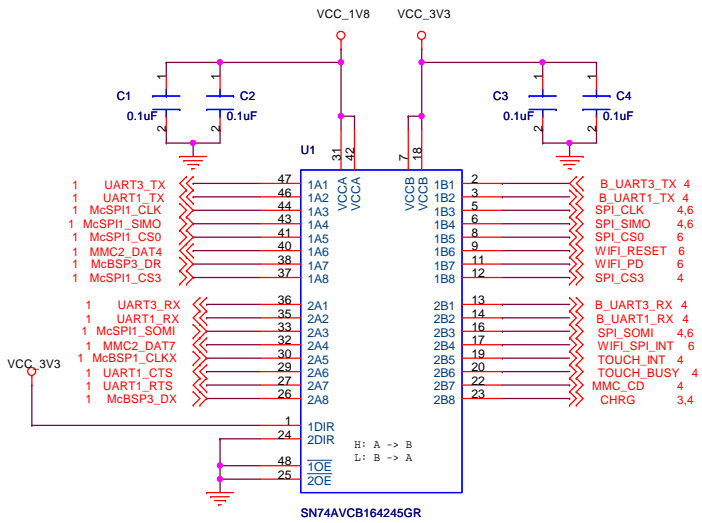 VCC_1V8 VCC_3V3
C1 1 2 0.1uF C2 1 2 0.1uF C3 1 2 0.1uF C4 1 2 0.1uF
U1 31 42 7 18
VCCA VCCA VCCB VCCB
1 UART3_TX 47 1A1 1B1 2 B_UART3_TX 4
1 UART1_TX 46 1A2 1B2 3 B_UART1_TX 4
1 McSPI1_CLK 44 1A3 1B3 5 SPI_CLK 4,6
1 McSPI1_SIMO 43 1A4 1B4 6 SPI_SIMO 4,6
1 McSPI1_CS0 41 1A5 1B5 8 SPI_CS0 6
1 MMC2_DAT4 40 1A6 1B6 9 WIFI_RESET 6
1 McBSP3_DR 38 1A7 1B7 11 WIFI_PD 6
1 McSPI1_CS3 37 1A8 1B8 12 SPI_CS3 4
1 UART3_RX 36 2A1 2B1 13 B_UART3_RX 4
1 UART1_RX 35 2A2 2B2 14 B_UART1_RX 4
1 McSPI1_SOMI 33 2A3 2B3 16 SPI_SOMI 4,6
1 MMC2_DAT7 32 2A4 2B4 17 WIFI_SPI_INT 6
1 McBSP1_CLKX 30 2A5 2B5 19 TOUCH_INT 4
1 UART1_CTS 29 2A6 2B6 20 TOUCH_BUSY 4
1 UART1_RTS 27 2A7 2B7 22 MMC_CD 4
1 McBSP3_DX 26 2A8 2B8 23 CHRG 3,4
VCC_3V3
1 1DIR
24 2DIR
H: A -> B
L: B -> A
48 1OE
25 2OE
SN74AVCB164245GR